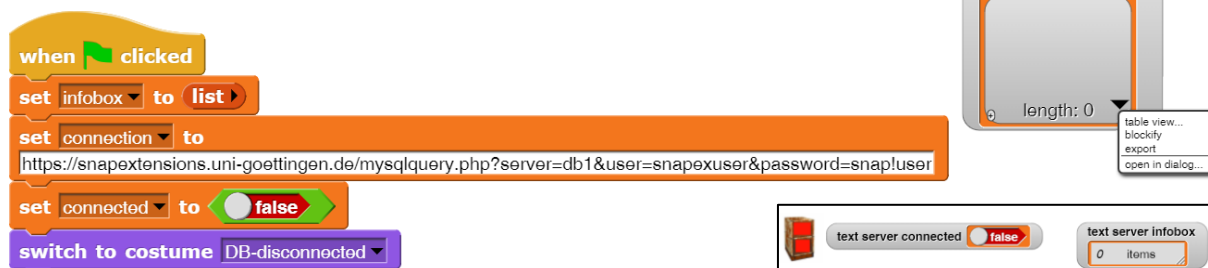 when clicked
set infobox to list
set connection to
https://snapextensions.uni-goettingen.de/mysqlquery.php?server=db1&user=snapexuser&password=snap!user
set connected to false
switch to costume DB-disconnected
length: 0
table view...
blockify
export
open in dialog...
text server connected false
text server infobox
0 items